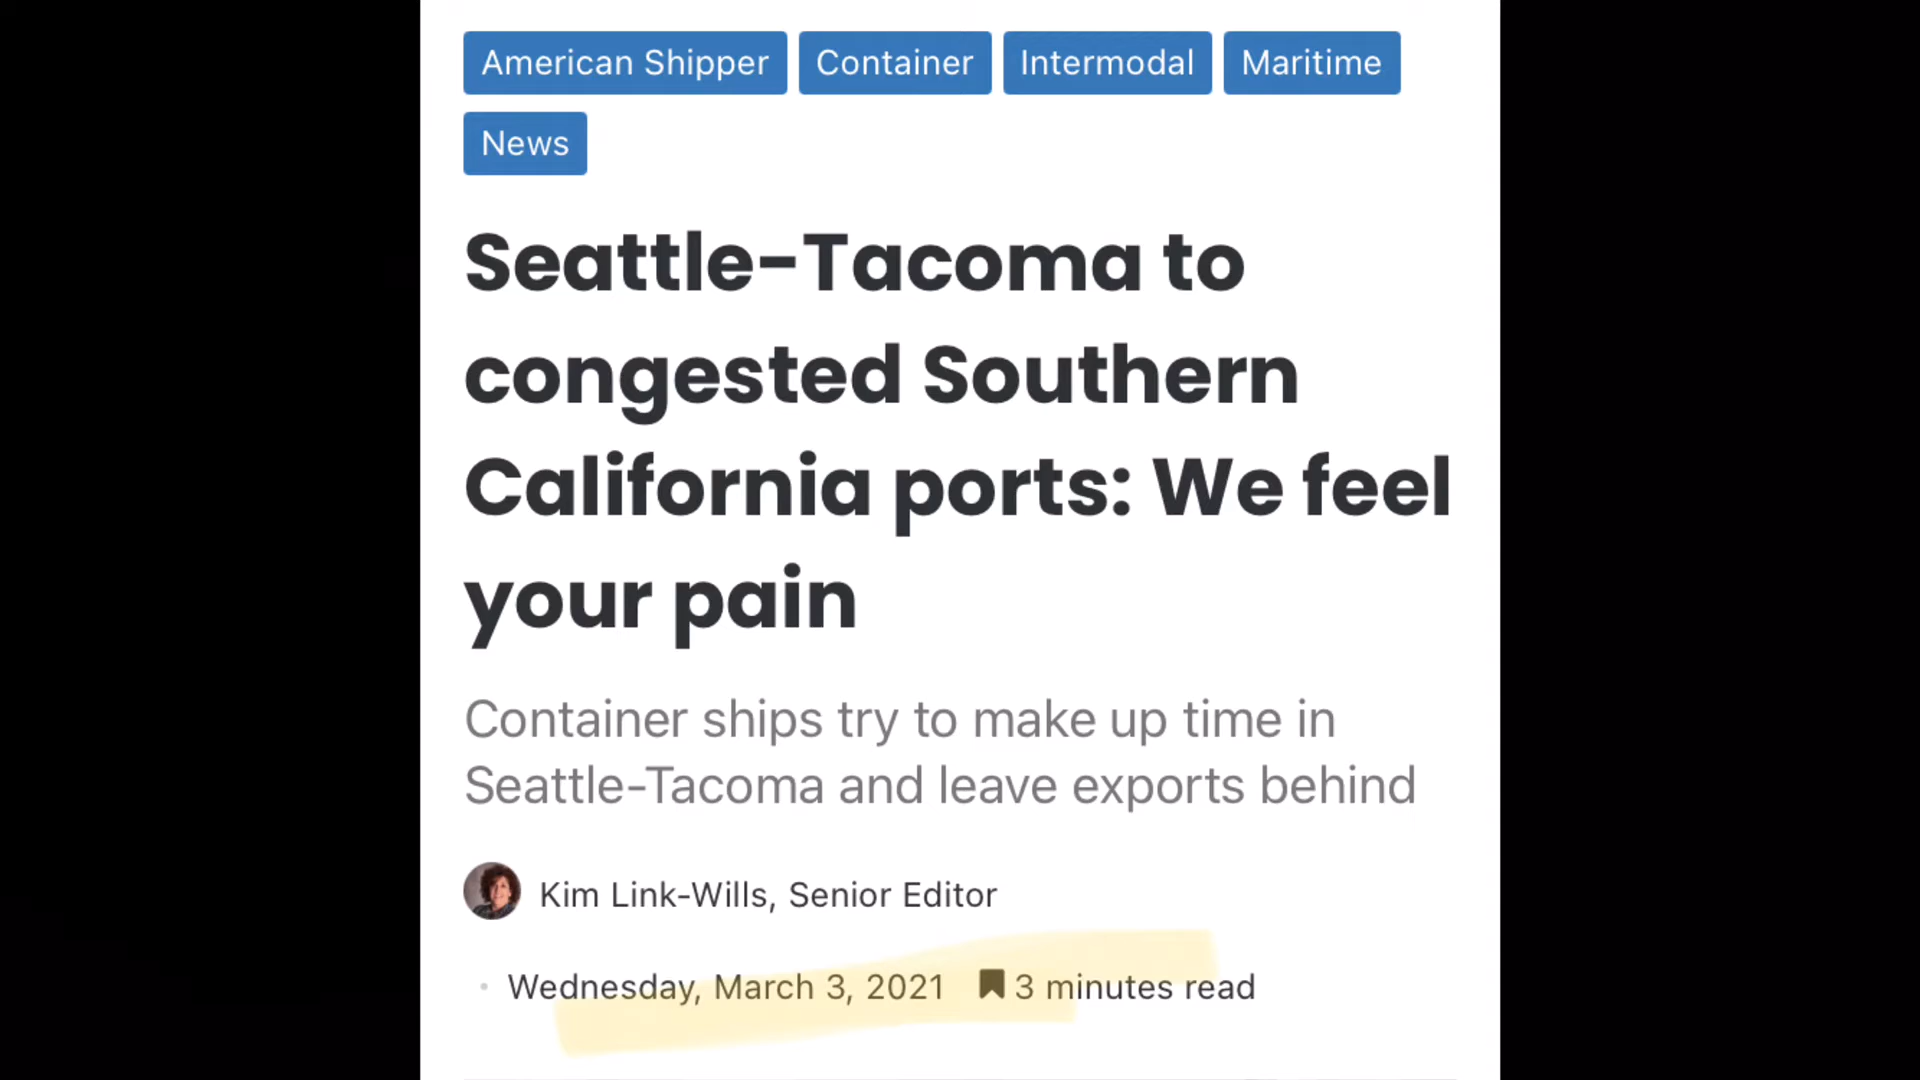 American Shipper Container Intermodal Maritime
News
Seattle-Tacoma to
congested Southern
California ports: We feel
your pain
Container ships try to make up time in
Seattle-Tacoma and leave exports behind
Kim Link-Wills, Senior Editor
Wednesday, March 3, 2021 3 minutes read